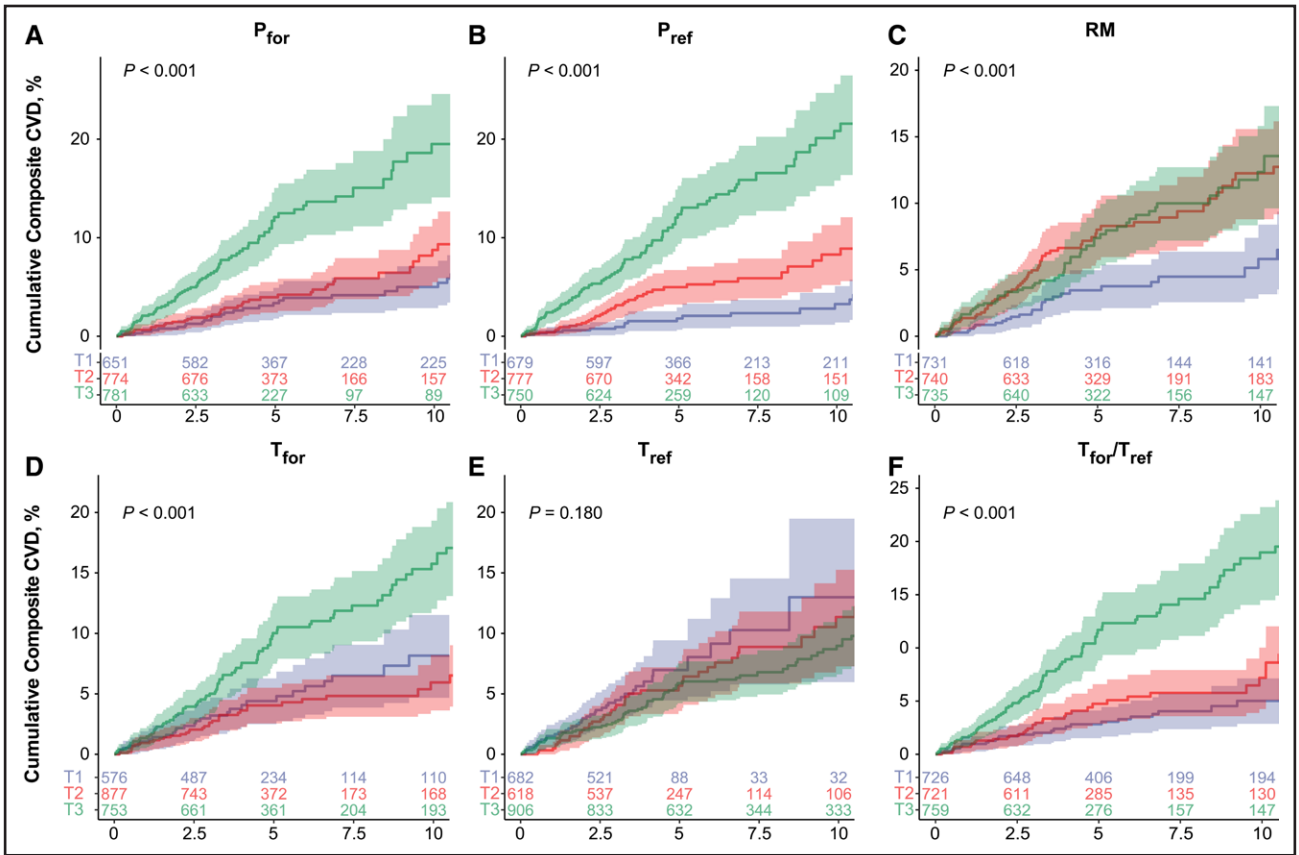 A
P_for
Cumulative Composite CVD, %
P < 0.001
20
10
0
T1 651 582 367 228 225
T2 774 676 373 166 157
T3 781 633 227 97 89
0 2.5 5 7.5 10
B
P_ref
P < 0.001
20
10
0
T1 679 597 366 213 211
T2 777 670 342 158 151
T3 750 624 259 120 109
0 2.5 5 7.5 10
C
RM
P < 0.001
20
15
10
5
0
T1 731 618 316 144 141
T2 740 633 329 191 183
T3 735 640 322 156 147
0 2.5 5 7.5 10
D
T_for
Cumulative Composite CVD, %
P < 0.001
20
15
10
5
0
T1 576 487 234 114 110
T2 877 743 372 173 168
T3 753 661 361 204 193
0 2.5 5 7.5 10
E
T_ref
P = 0.180
20
15
10
5
0
T1 682 521 88 33 32
T2 618 537 247 114 106
T3 906 833 632 344 333
0 2.5 5 7.5 10
F
T_for/T_ref
P < 0.001
25
20
15
0
5
0
T1 726 648 406 199 194
T2 721 611 285 135 130
T3 759 632 276 157 147
0 2.5 5 7.5 10